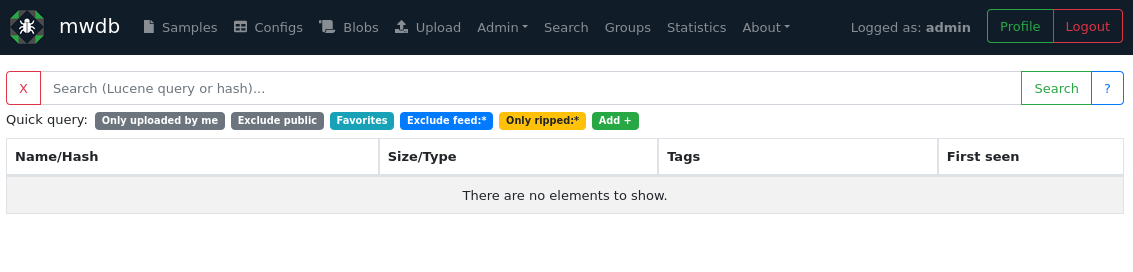 mwdb Samples Configs Blobs Upload Admin Search Groups Statistics About Logged as: admin Profile Logout
X Search (Lucene query or hash)... Search ?
Quick query: Only uploaded by me Exclude public Favorites Exclude feed:* Only ripped:* Add +
Name/Hash Size/Type Tags First seen
There are no elements to show.